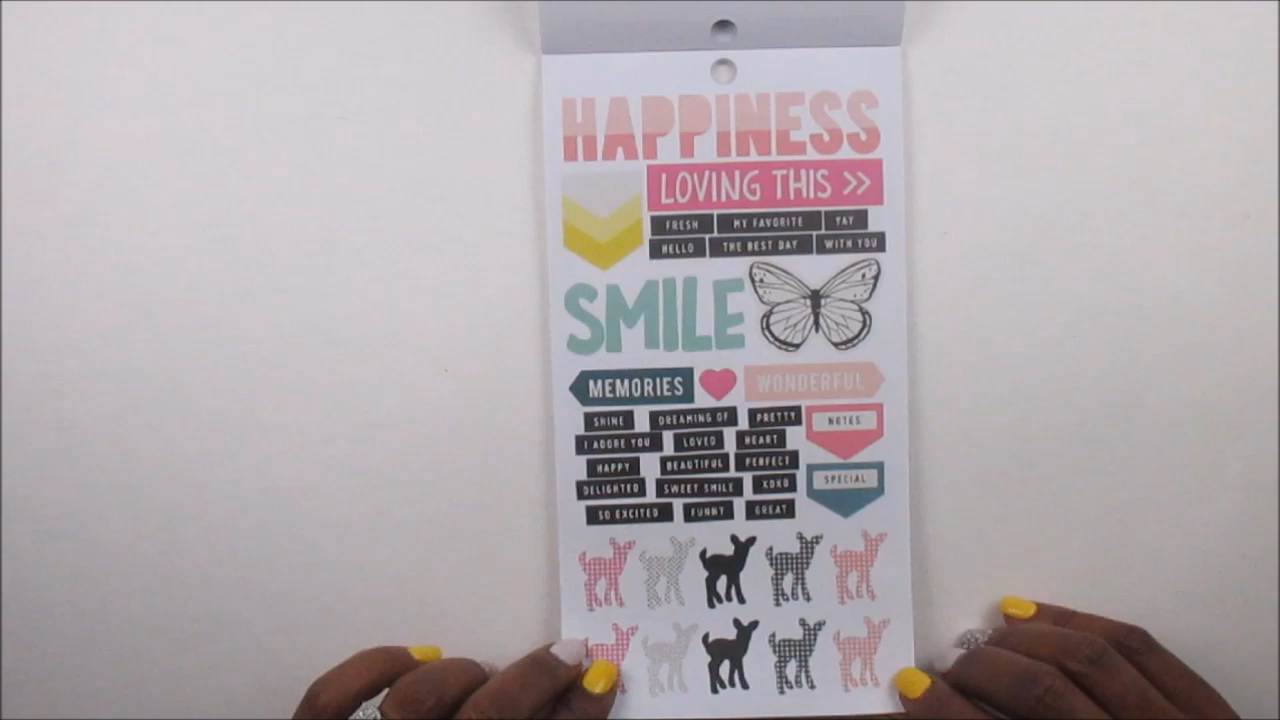 HAPPINESS
LOVING THIS >>
FRESH MY FAVORITE YAY
HELLO THE BEST DAY WITH YOU
SMILE
MEMORIES WONDERFUL
SHINE DREAMING OF PRETTY NOTES
I ADORE YOU LOVED HEART
HAPPY BEAUTIFUL PERFECT
DELIGHTED SWEET SMILE XOXO SPECIAL
SO EXCITED FUNNY GREAT